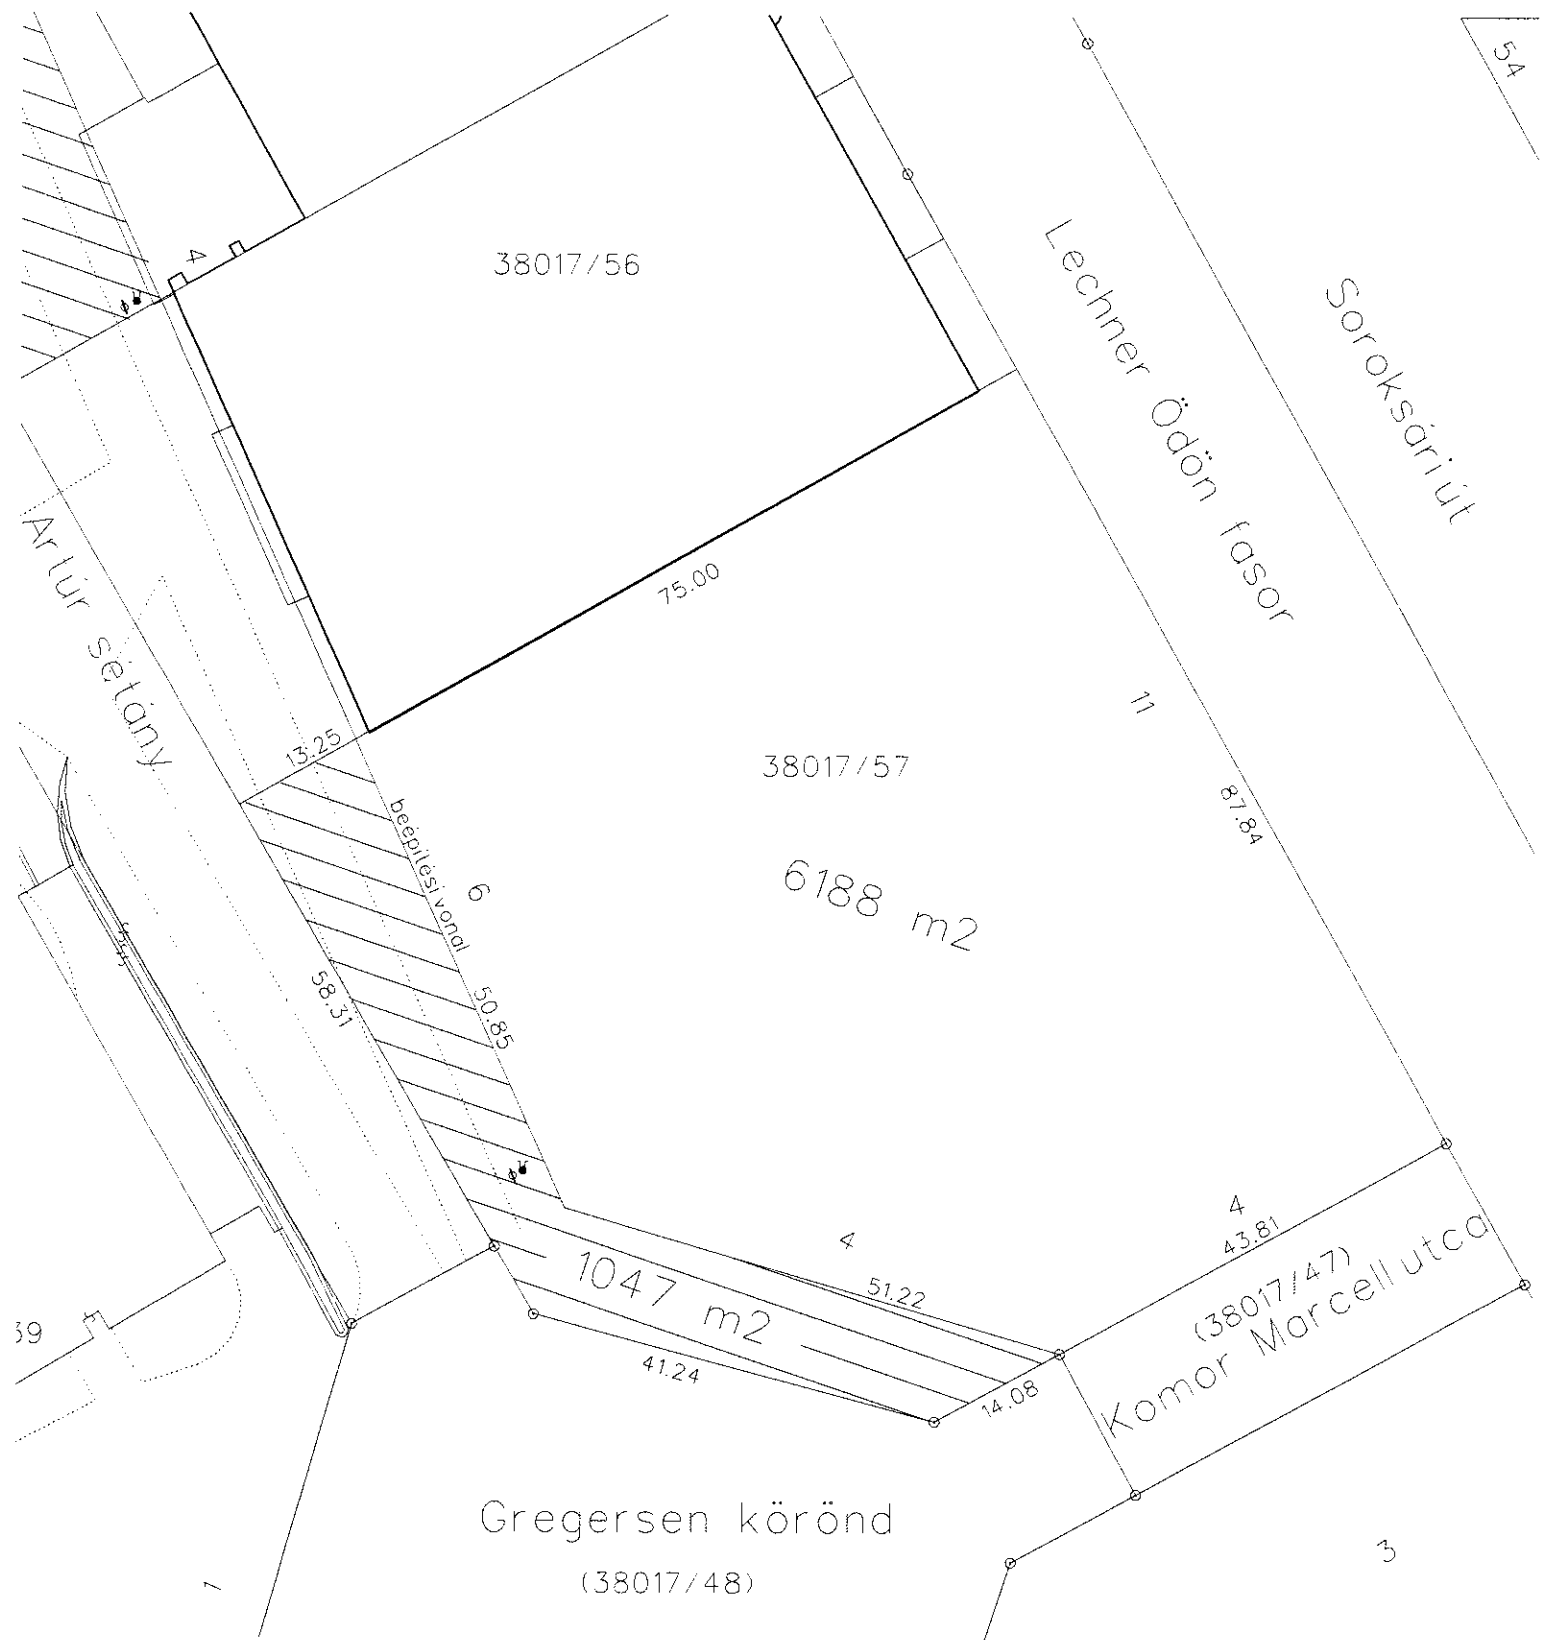 54
4
38017/56
Lechner Ödön fasor
Soroksári út
Artúr sétány
75.00
11
13.25
38017/57
87.84
beépítési vonal
6
6188 m2
58.31
50.85
4
4
43.81
1047 m2
51.22
(38017/47)
Komor Marcell utca
39
41.24
14.08
Gregersen körönd
(38017/48)
1
3